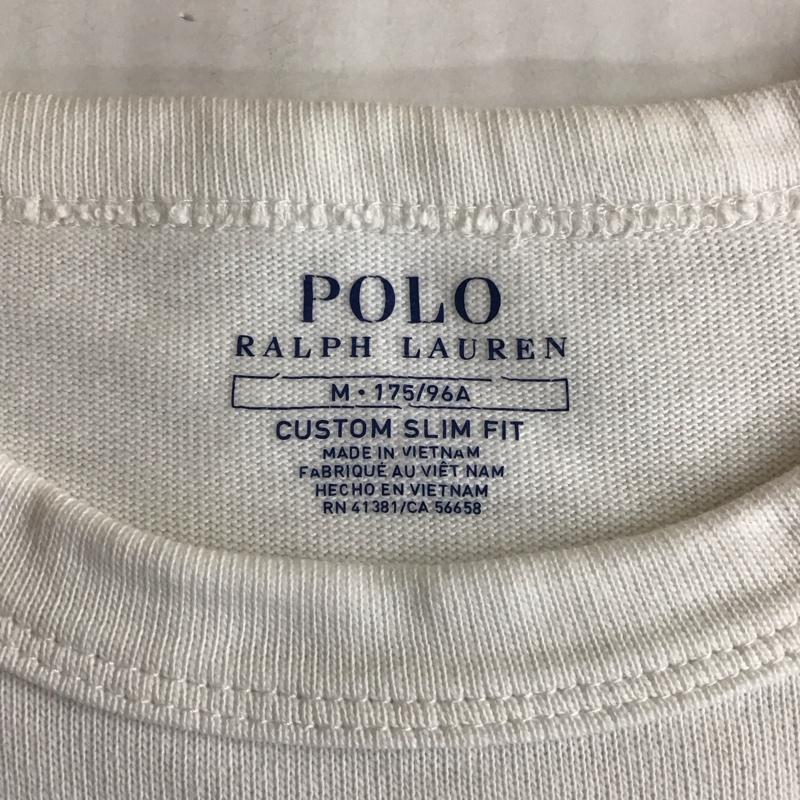 POLO
RALPH LAUREN
M • 175/96A
CUSTOM SLIM FIT
MADE IN VIETNAM
FABRIQUÉ AU VIÊT NAM
HECHO EN VIETNAM
RN 41381/CA 56658